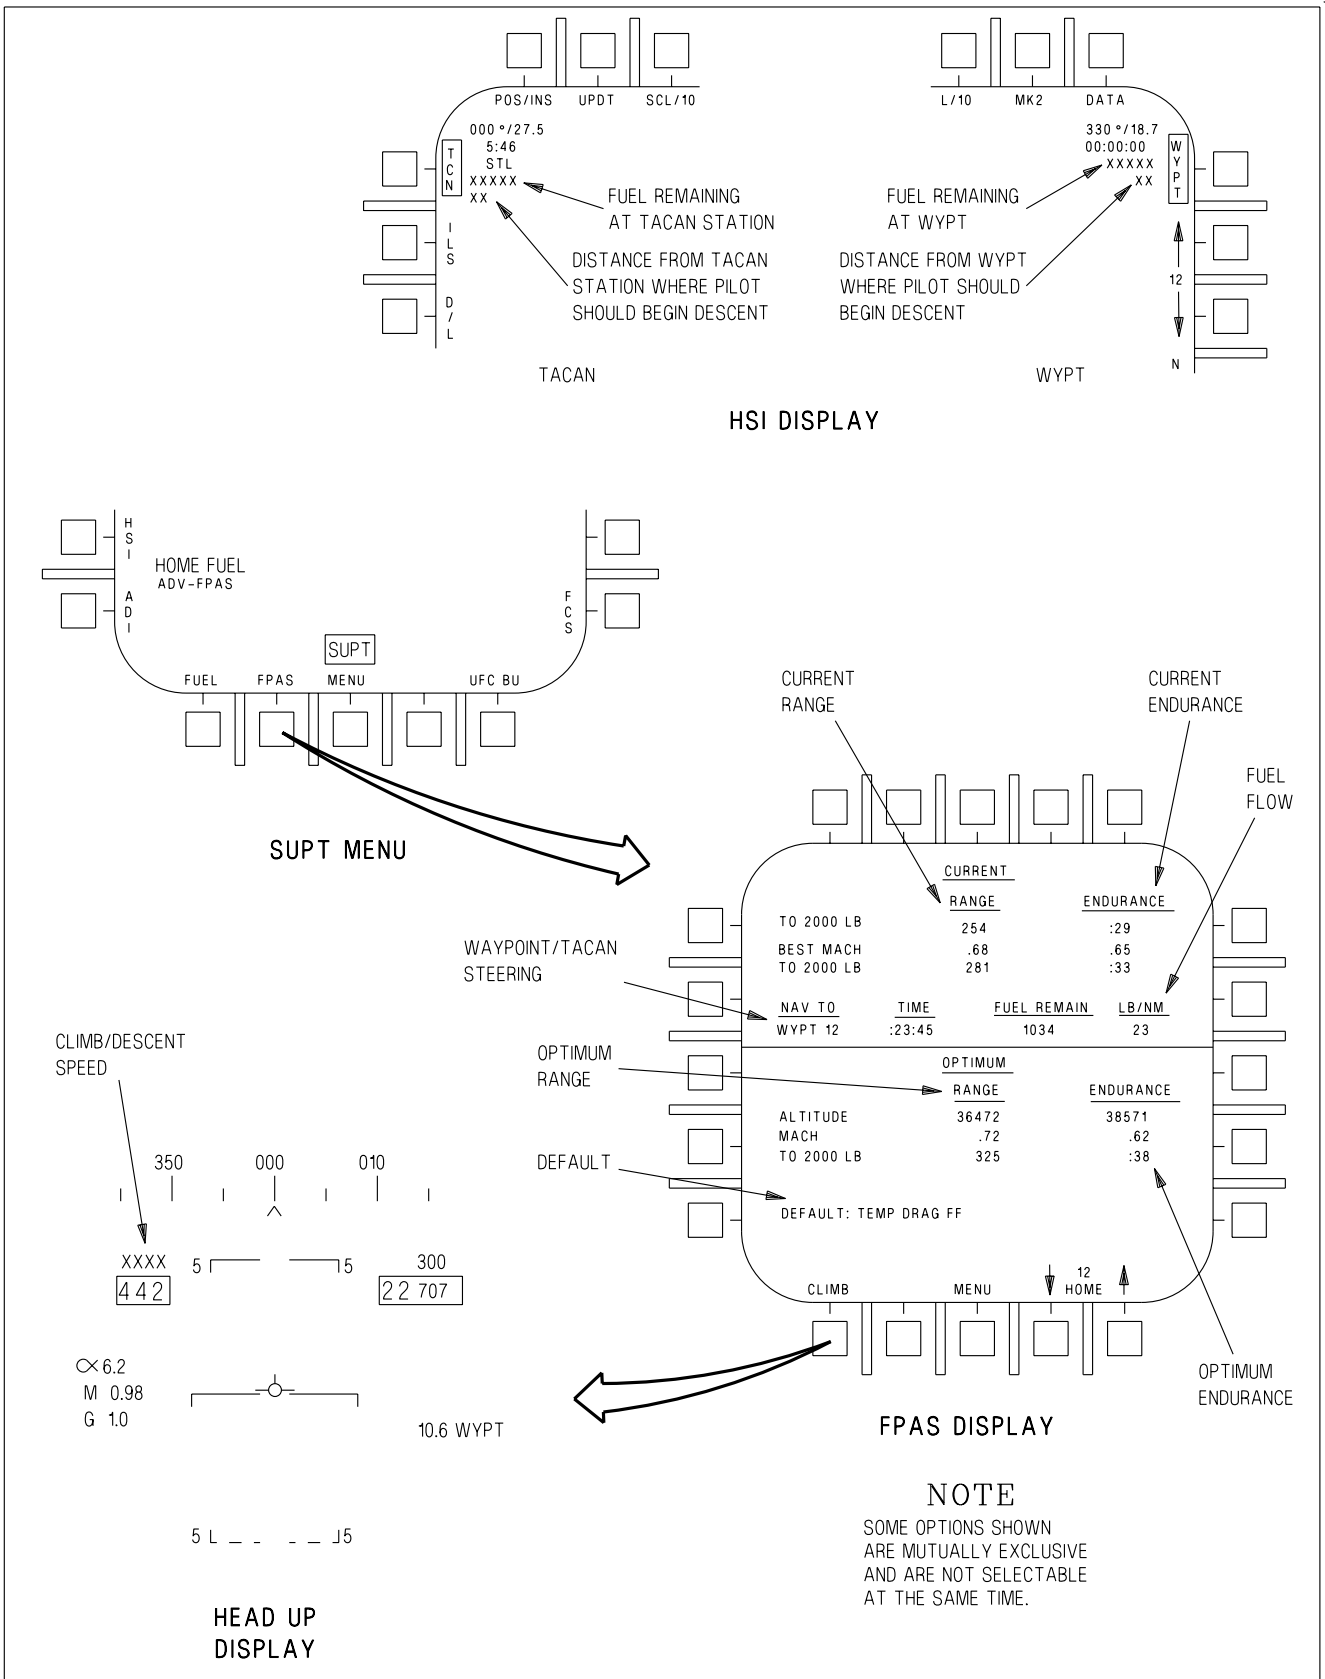 POS/INS UPDT SCL/10
L/10 MK2 DATA
000 °/27.5
5:46
STL
XXXXX
XX
TCN
ILS
D/L
330 °/18.7
00:00:00
XXXXX
XX
WYPT
12
N
FUEL REMAINING
AT TACAN STATION
FUEL REMAINING
AT WYPT
DISTANCE FROM TACAN
STATION WHERE PILOT
SHOULD BEGIN DESCENT
DISTANCE FROM WYPT
WHERE PILOT SHOULD
BEGIN DESCENT
TACAN
WYPT
HSI DISPLAY
HSI
HOME FUEL
ADV-FPAS
ADI
FCS
SUPT
FUEL FPAS MENU UFC BU
SUPT MENU
CURRENT
RANGE
CURRENT
ENDURANCE
FUEL
FLOW
WAYPOINT/TACAN
STEERING
OPTIMUM
RANGE
DEFAULT
CURRENT
RANGE ENDURANCE
TO 2000 LB 254 :29
BEST MACH .68 .65
TO 2000 LB 281 :33
NAV TO TIME FUEL REMAIN LB/NM
WYPT 12 :23:45 1034 23
OPTIMUM
RANGE ENDURANCE
ALTITUDE 36472 38571
MACH .72 .62
TO 2000 LB 325 :38
DEFAULT: TEMP DRAG FF
12
CLIMB MENU HOME
OPTIMUM
ENDURANCE
FPAS DISPLAY
CLIMB/DESCENT
SPEED
350 000 010
XXXX 5 5 300
442 22 707
∝ 6.2
M 0.98
G 1.0
10.6 WYPT
5 5
HEAD UP
DISPLAY
NOTE
SOME OPTIONS SHOWN
ARE MUTUALLY EXCLUSIVE
AND ARE NOT SELECTABLE
AT THE SAME TIME.